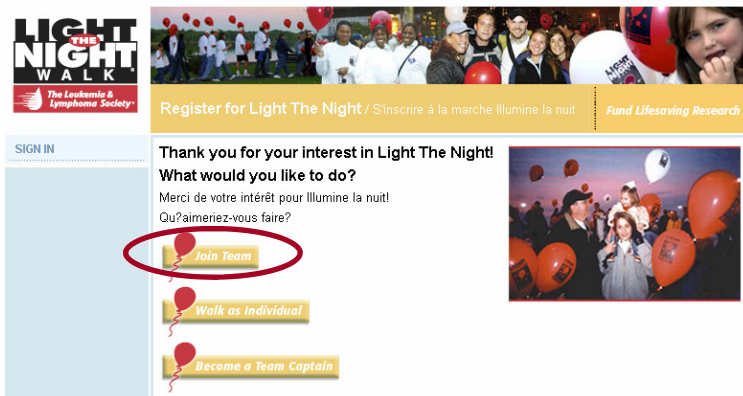 LIGHT
THE
NIGHT
WALK®
The Leukemia &
Lymphoma Society®
Register for Light The Night / S'inscrire à la marche Illumine la nuit
Fund Lifesaving Research
SIGN IN
Thank you for your interest in Light The Night!
What would you like to do?
Merci de votre intérêt pour Illumine la nuit!
Qu?aimeriez-vous faire?
Join Team
Walk as Individual
Become a Team Captain